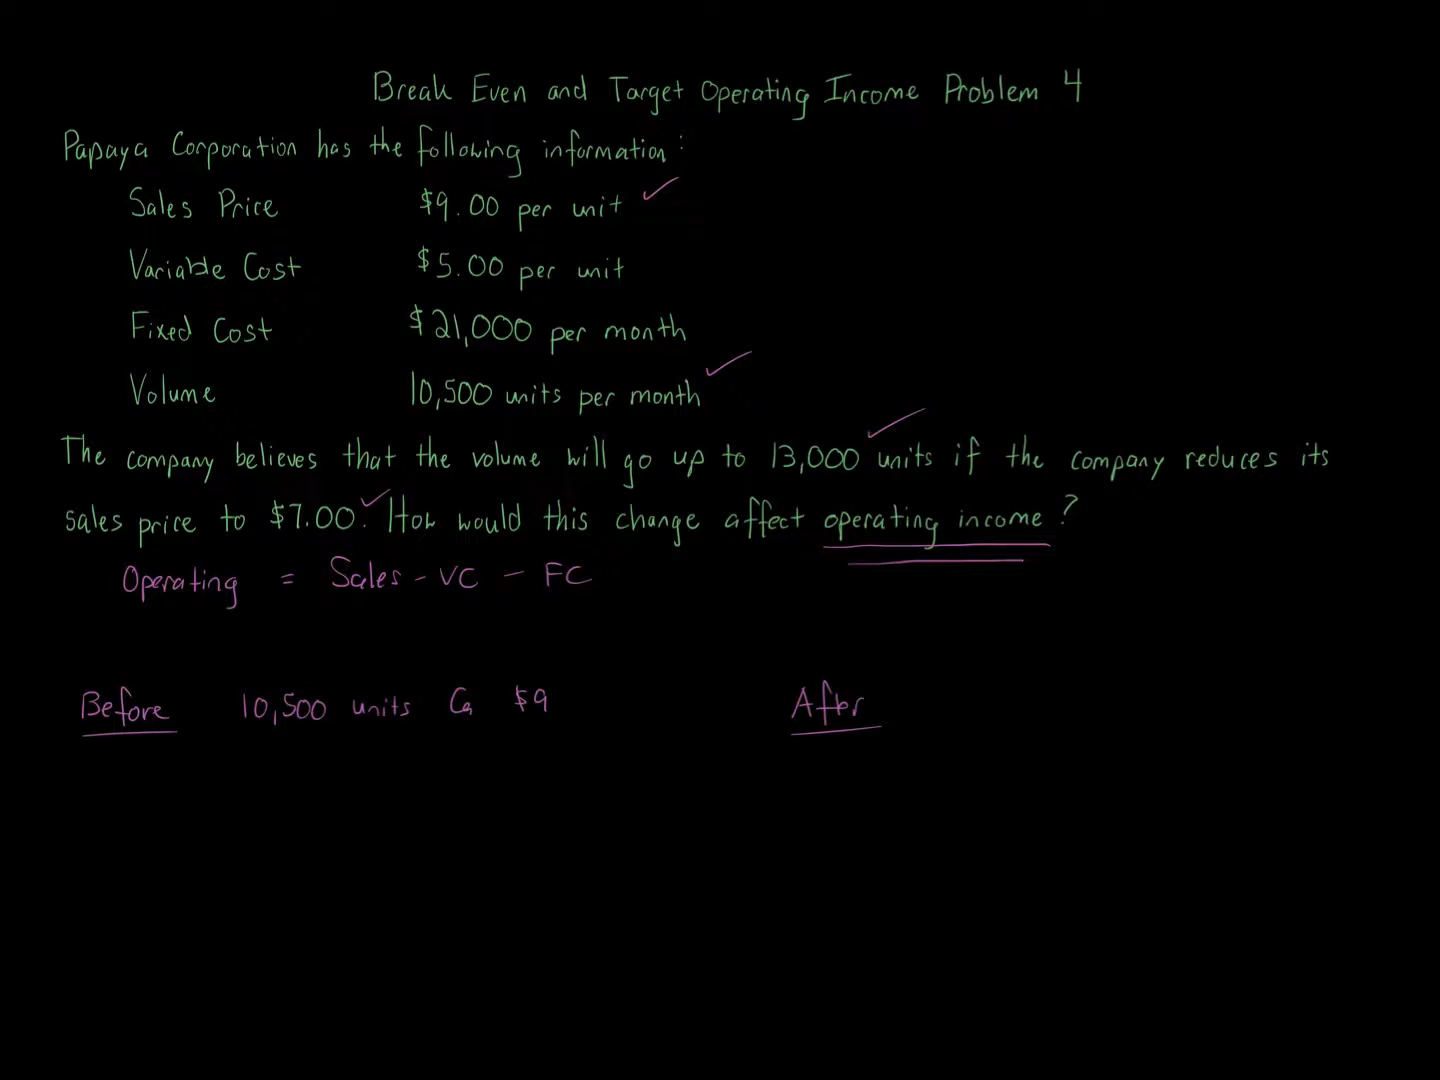 Break Even and Target Operating Income Problem 4
Papaya Corporation has the following information:
Sales Price $9.00 per unit
Variable Cost $5.00 per unit
Fixed Cost $21,000 per month
Volume 10,500 units per month
The company believes that the volume will go up to 13,000 units if the company reduces its
sales price to $7.00. How would this change affect operating income?
Operating = Sales - VC - FC
Before 10,500 units @ $9
After